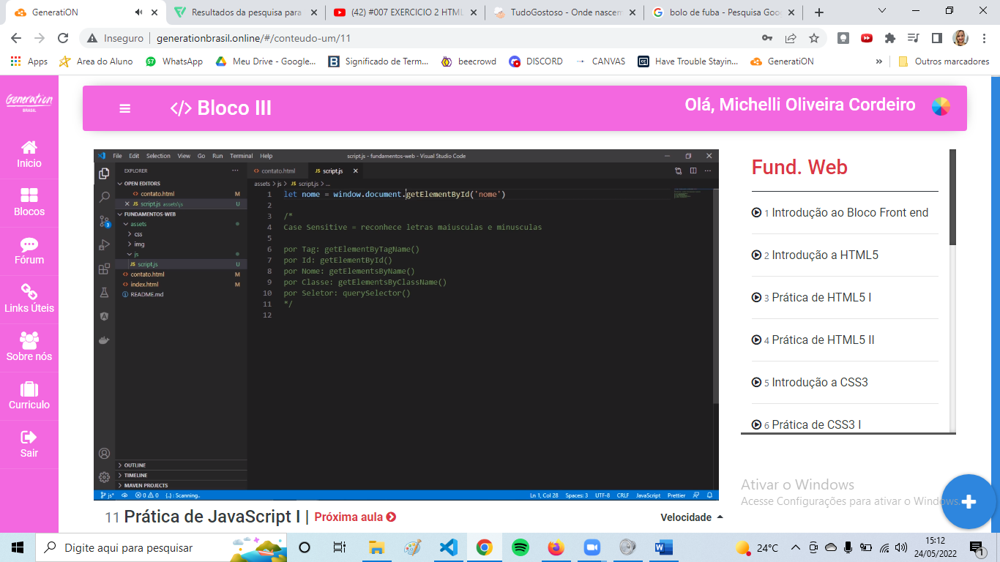 GeneratiON
Resultados da pesquisa para
(42) #007 EXERCICIO 2 HTML
TudoGostoso - Onde nascem
bolo de fuba - Pesquisa Goo
Inseguro
generationbrasil.online/#/conteudo-um/11
Apps
Area do Aluno
57
WhatsApp
Meu Drive - Google...
Significado de Term...
beecrowd
DISCORD
CANVAS
Have Trouble Stayin...
GeneratiON
»
Outros marcadores
Generation
BRASIL
Inicio
Blocos
Fórum
Links Úteis
Sobre nós
Curriculo
Sair
</> Bloco III
Olá, Michelli Oliveira Cordeiro
File Edit Selection View Go Run Terminal Help
script.js - fundamentos-web - Visual Studio Code
EXPLORER
OPEN EDITORS
contato.html M
script.js assets\js U
FUNDAMENTOS-WEB
assets
css
img
js
script.js U
contato.html M
index.html M
README.md
OUTLINE
TIMELINE
MAVEN PROJECTS
3
contato.html
script.js
assets > js > JS script.js > ...
1 let nome = window.document.getElementById('nome')
2
3 /*
4 Case Sensitive = reconhece letras maiusculas e minusculas
5
6 por Tag: getElementByTagName()
7 por Id: getElementById()
8 por Nome: getElementsByName()
9 por Classe: getElementsByClassName()
10 por Seletor: querySelector()
11 */
12
js* 0 0 {..} : Scanning..
Ln 1, Col 28 Spaces: 3 UTF-8 CRLF JavaScript Prettier
11 Prática de JavaScript I | Próxima aula
Velocidade
Fund. Web
1 Introdução ao Bloco Front end
2 Introdução a HTML5
3 Prática de HTML5 I
4 Prática de HTML5 II
5 Introdução a CSS3
6 Prática de CSS3 I
Ativar o Windows
Acesse Configurações para ativar o Windows.
Digite aqui para pesquisar
24°C
15:12
24/05/2022
1